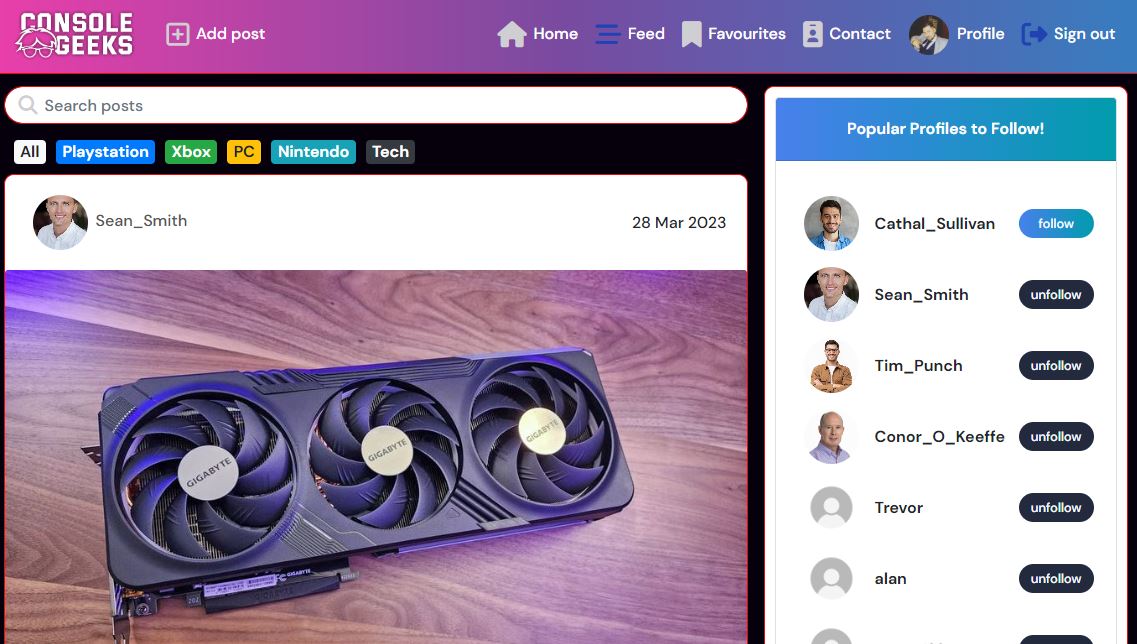 CONSOLE
GEEKS
Add post
Home
Feed
Favourites
Contact
Profile
Sign out
Search posts
All
Playstation
Xbox
PC
Nintendo
Tech
Sean_Smith
28 Mar 2023
GIGABYTE
GIGABYTE
GIGABYTE
GIGABYTE
GIGABYTE
Popular Profiles to Follow!
Cathal_Sullivan
follow
Sean_Smith
unfollow
Tim_Punch
unfollow
Conor_O_Keeffe
unfollow
Trevor
unfollow
alan
unfollow